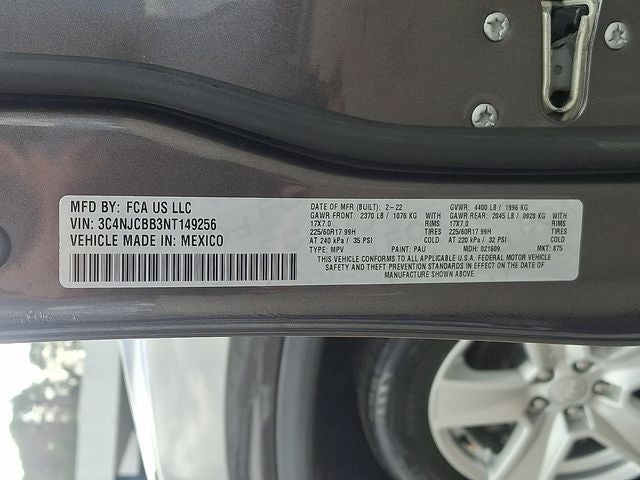 MFD BY: FCA US LLC
VIN: 3C4NJCBB3NT149256
VEHICLE MADE IN: MEXICO
DATE OF MFR (BUILT): 2-22 GVWR: 4400 LB / 1996 KG
GAWR FRONT: 2370 LB / 1076 KG WITH GAWR REAR: 2045 LB / 0928 KG WITH
17X7.0 RIMS 17X7.0 RIMS
225/60R17 99H TIRES 225/60R17 99H TIRES
AT 240 kPa / 35 PSI AT 220 kPa / 32 PSI COLD
TYPE: MPV PAINT: PAU MDH: 021609 MKT: 875
THIS VEHICLE CONFORMS TO ALL APPLICABLE U.S.A. FEDERAL MOTOR VEHICLE
SAFETY AND THEFT PREVENTION STANDARDS IN EFFECT ON THE DATE OF
MANUFACTURE SHOWN ABOVE.